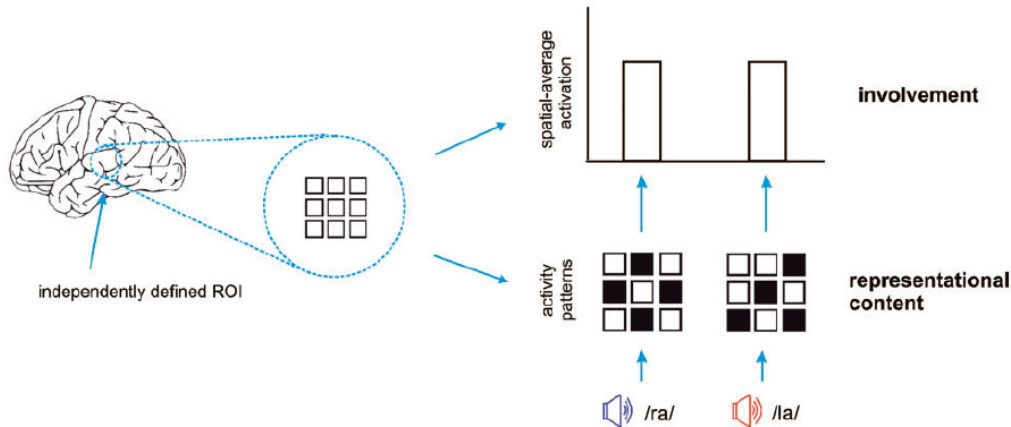 independently defined ROI
spatial-average
activation
involvement
activity
patterns
representational
content
/ra/
/la/